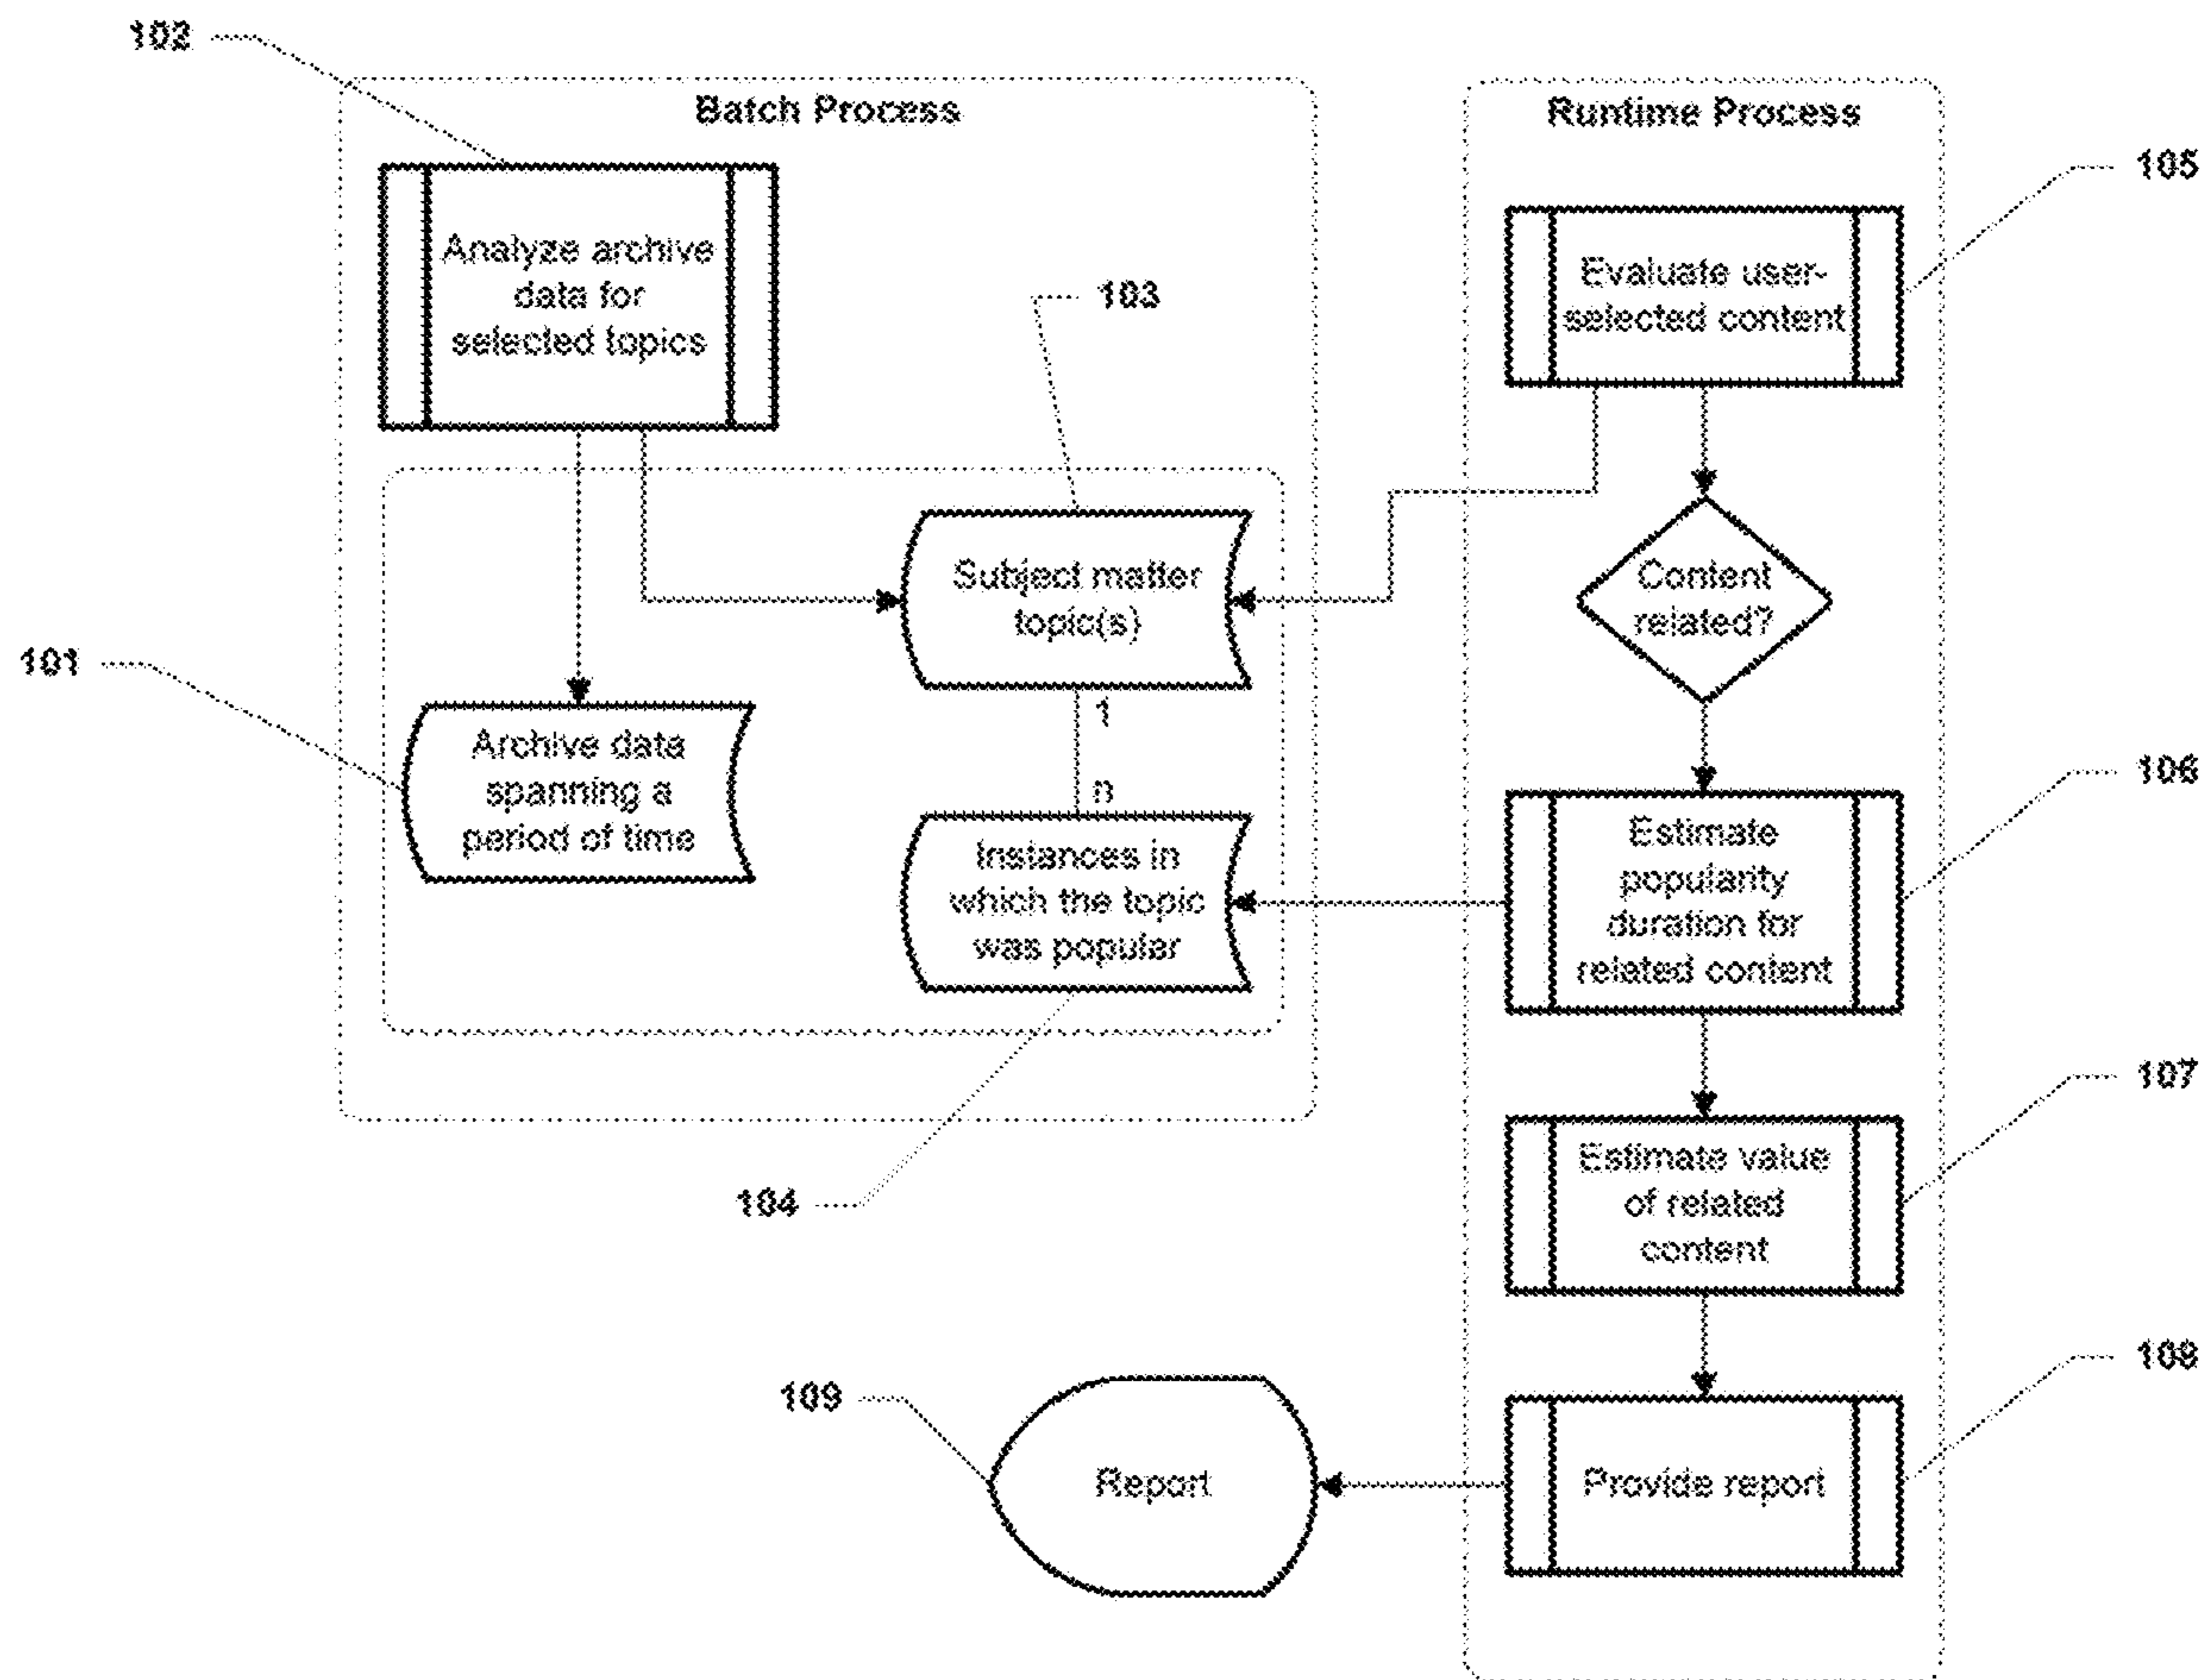 102
Batch Process
Runtime Process
105
Analyze archive
data for
selected topics
103
Evaluate user-
selected content
Subject matter
topic(s)
Content
related?
101
1
Archive data
spanning a
period of time
n
106
Instances in
which the topic
was popular
Estimate
popularity
duration for
related content
107
104
Estimate value
of related
content
108
109
Report
Provide report